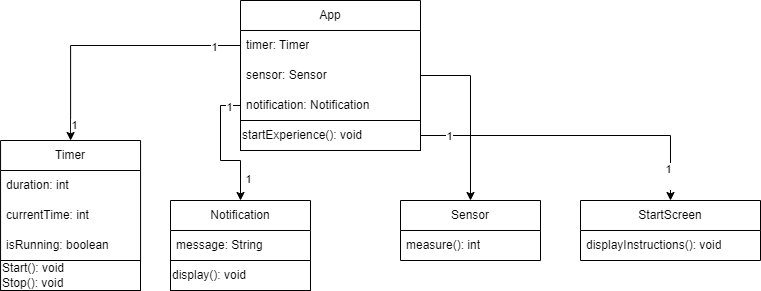 App
timer: Timer
sensor: Sensor
notification: Notification
startExperience(): void
1
1
1
1
1
1
Timer
duration: int
currentTime: int
isRunning: boolean
Start(): void
Stop(): void
Notification
message: String
display(): void
Sensor
measure(): int
StartScreen
displayInstructions(): void